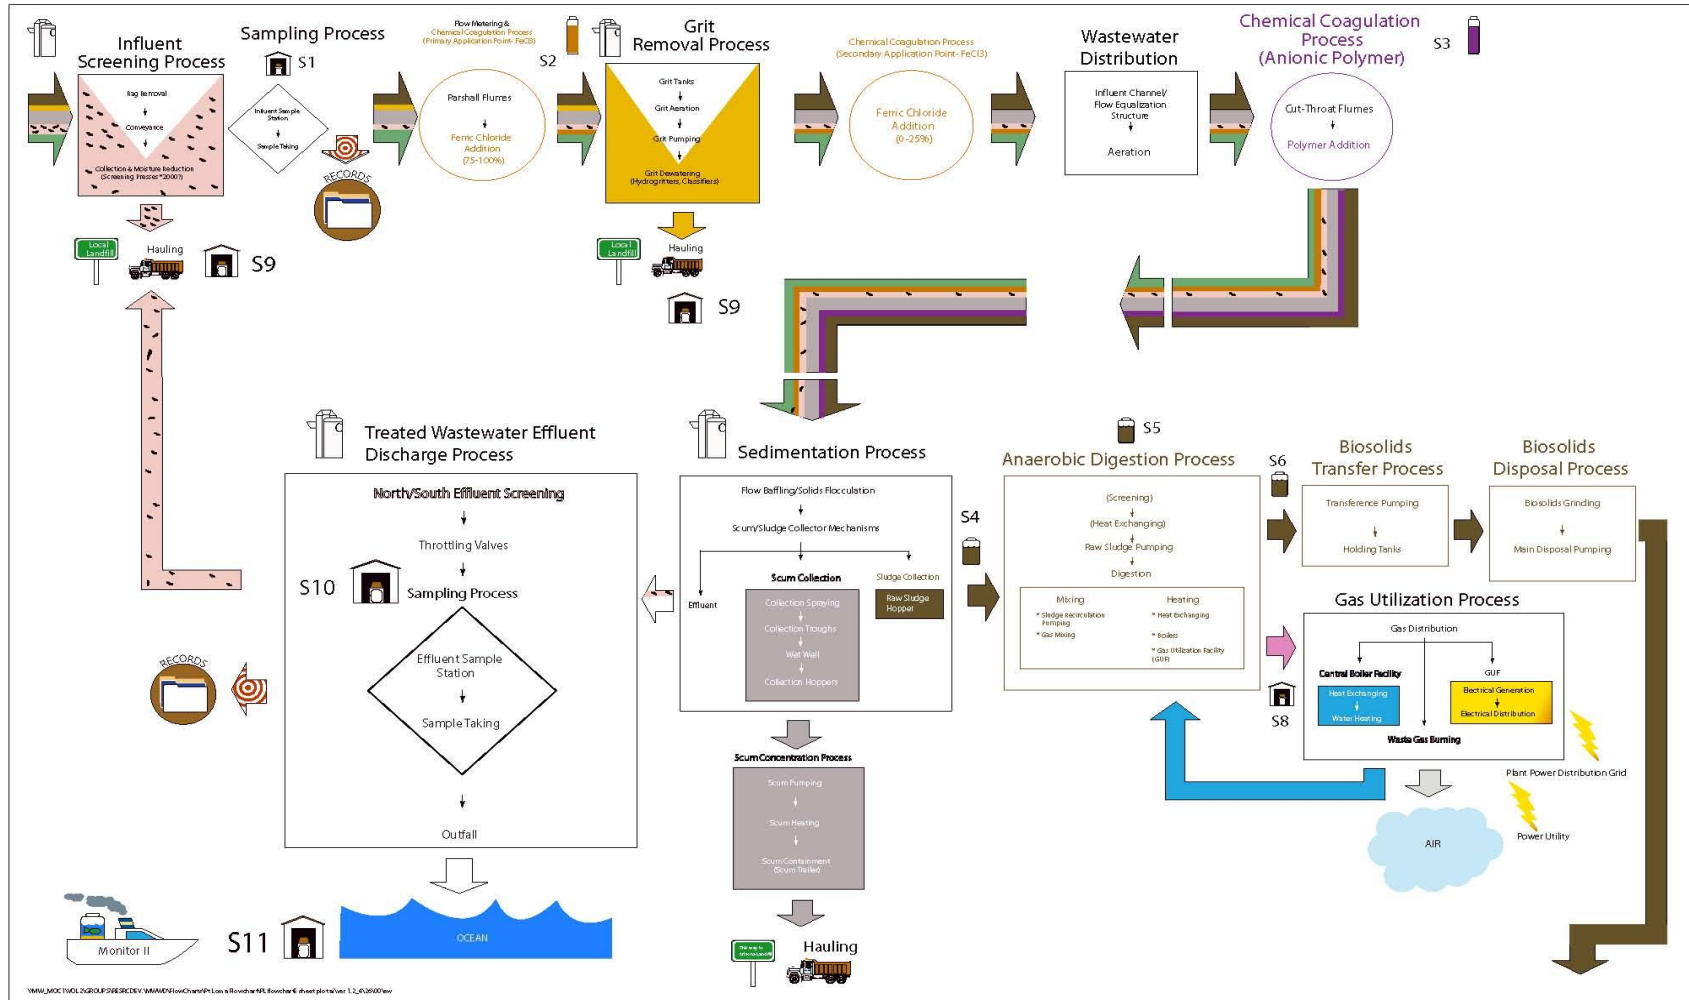 Influent
Screening Process
Rag Removal
Conveyance
Collection & Moisture Reduction
(Screening Presses "2000?)
Sampling Process
S1
Influent Sample
Station
Sample Taking
RECORDS
Flow Metering &
Chemical Coagulation Process
(Primary Application Point- FeCl3)
S2
Parshall Flumes
Ferric Chloride
Addition
(75-100%)
Grit
Removal Process
Grit Tanks
Grit Aeration
Grit Pumping
Grit Dewatering
(Hydrogritters, Classifiers)
Chemical Coagulation Process
(Secondary Application Point- FeCl3)
Ferric Chloride
Addition
(0-25%)
Wastewater
Distribution
Influent Channel/
Flow Equalization
Structure
Aeration
Chemical Coagulation
Process
(Anionic Polymer)
S3
Cut-Throat Flumes
Polymer Addition
Local
Landfill
Hauling
S9
Local
Landfill
Hauling
S9
Treated Wastewater Effluent
Discharge Process
North/South Effluent Screening
Throttling Valves
S10
Sampling Process
Effluent Sample
Station
Sample Taking
Outfall
RECORDS
Sedimentation Process
Flow Baffling/Solids Flocculation
Scum/Sludge Collector Mechanisms
Effluent
Scum Collection
Collection Spraying
Collection Troughs
Wet Well
Collection Hoppers
Sludge Collection
Raw Sludge
Hopper
S4
Scum Concentration Process
Scum Pumping
Scum Heating
Scum Containment
(Scum Trailer)
Hauling
S5
Anaerobic Digestion Process
(Screening)
(Heat Exchanging)
Raw Sludge Pumping
Digestion
Mixing
* Sludge Recirculation
Pumping
* Gas Mixing
Heating
* Heat Exchanging
* Boilers
* Gas Utilization Facility
(GUF)
S6
Biosolids
Transfer Process
Transference Pumping
Holding Tanks
Biosolids
Disposal Process
Biosolids Grinding
Main Disposal Pumping
Gas Utilization Process
S8
Gas Distribution
Central Boiler Facility
Heat Exchanging
Water Heating
GUF
Electrical Generation
Electrical Distribution
Waste Gas Burning
Plant Power Distribution Grid
Power Utility
AIR
Monitor II
S11
OCEAN